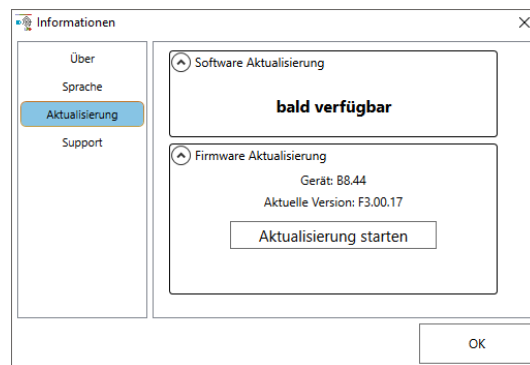 Informationen
Über
Sprache
Aktualisierung
Support
Software Aktualisierung
bald verfügbar
Firmware Aktualisierung
Gerät: B8.44
Aktuelle Version: F3.00.17
Aktualisierung starten
OK